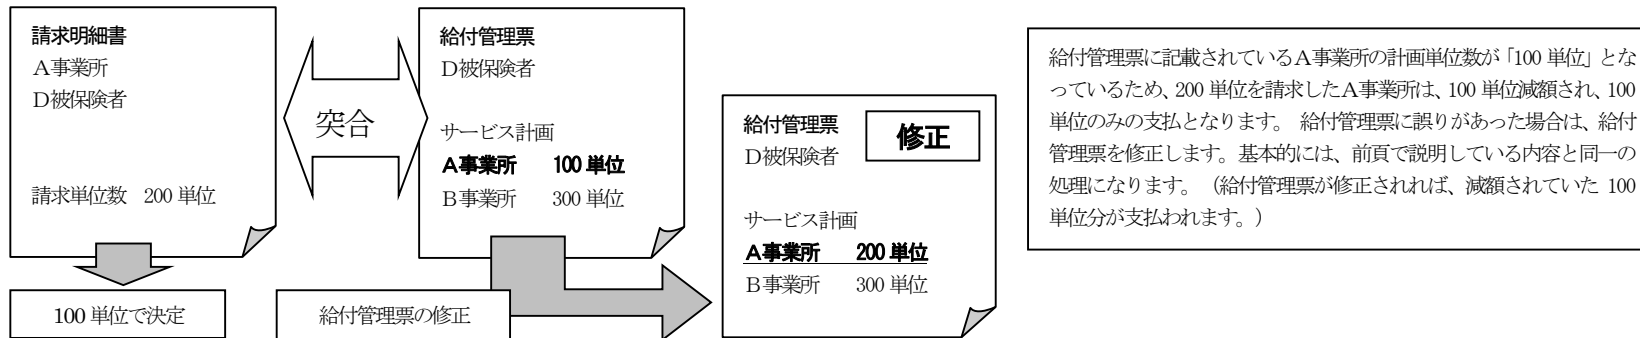 請求明細書
A事業所
D被保険者
請求単位数 200 単位
100 単位で決定
突合
給付管理票
D被保険者
サービス計画
A事業所 100 単位
B事業所 300 単位
給付管理票の修正
給付管理票
修正
D被保険者
サービス計画
A事業所 200 単位
B事業所 300 単位
給付管理票に記載されているA事業所の計画単位数が「100 単位」とな
っているため、200 単位を請求したA事業所は、100 単位減額され、100
単位のみの支払となります。 給付管理票に誤りがあった場合は、給付
管理票を修正します。基本的には、前頁で説明している内容と同一の
処理になります。 （給付管理票が修正されれば、減額されていた 100
単位分が支払われます。）